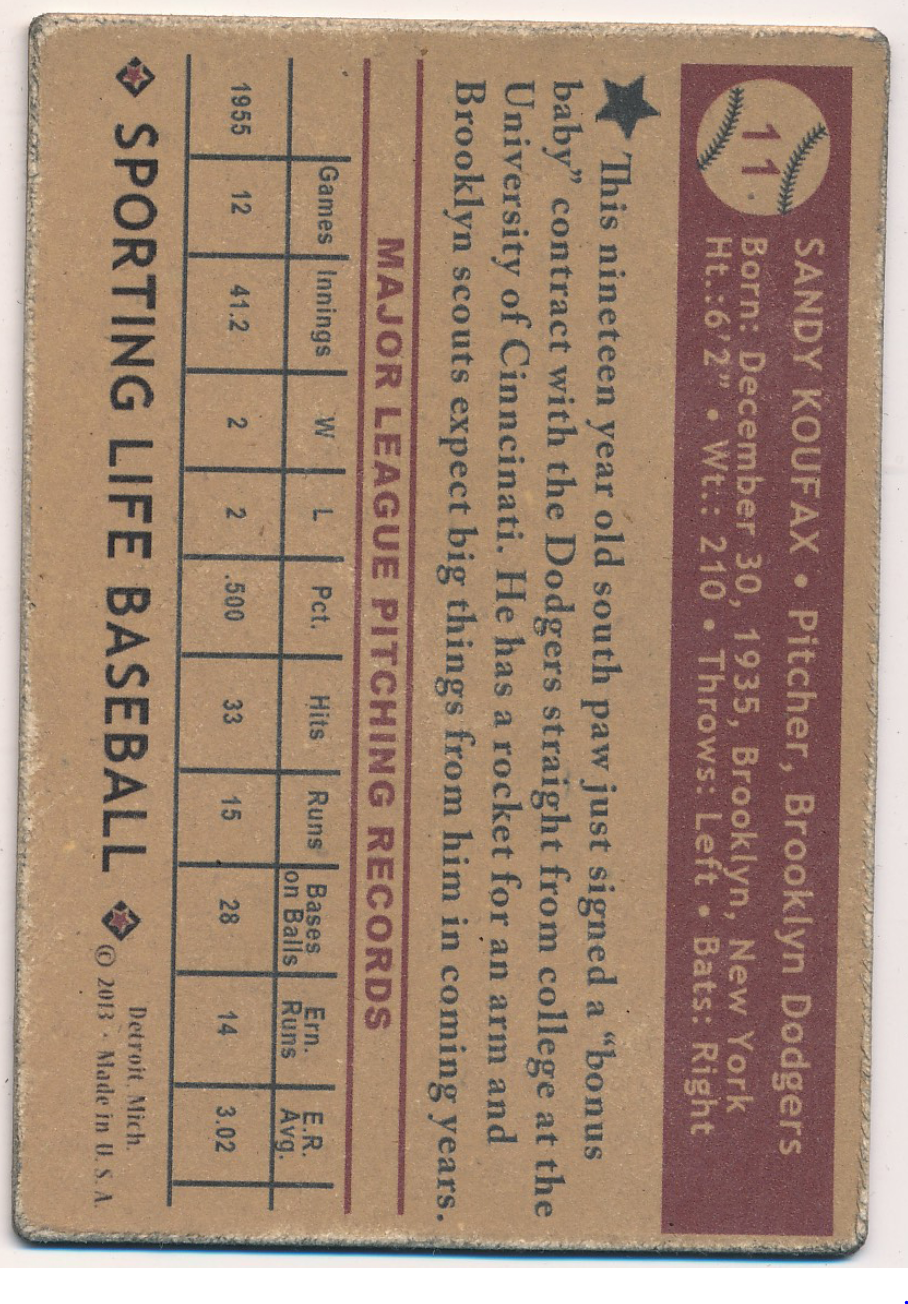 11
SANDY KOUFAX • Pitcher, Brooklyn Dodgers
Born: December 30, 1935, Brooklyn, New York
Ht.:6’2” • Wt.: 210 • Throws: Left • Bats: Right
This nineteen year old south paw just signed a “bonus
baby” contract with the Dodgers straight from college at the
University of Cinncinati. He has a rocket for an arm and
Brooklyn scouts expect big things from him in coming years.
MAJOR LEAGUE PITCHING RECORDS
Games Innings W L Pct. Hits Runs Bases on Balls Ern. Runs E.R. Avg.
1955 12 41.2 2 2 .500 33 15 28 14 3.02
SPORTING LIFE BASEBALL
Detroit, Mich.
© 2013 · Made in U. S. A.